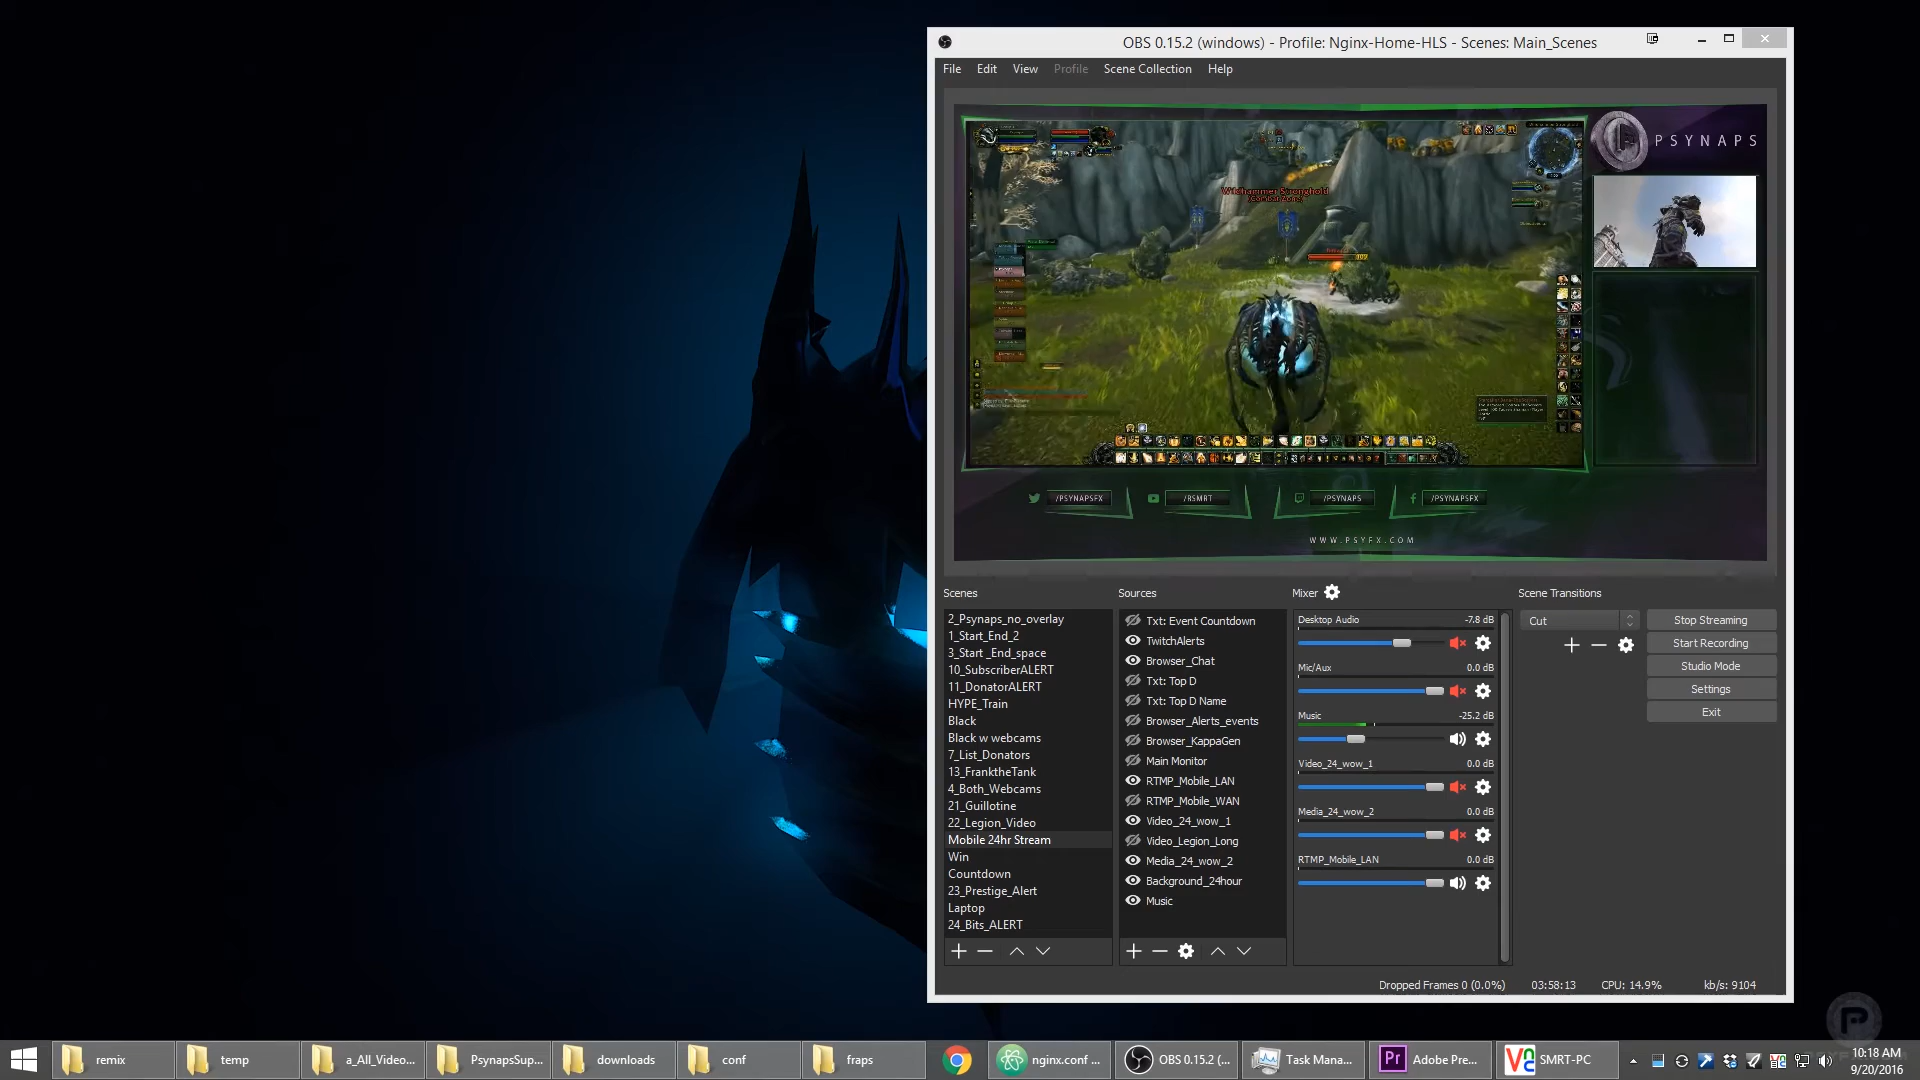 OBS 0.15.2 (windows) - Profile: Nginx-Home-HLS - Scenes: Main_Scenes
File Edit View Profile Scene Collection Help
PSYNAPS
Wildhammer Stronghold
(Combat Zone)
/PSYNAPSFX /RSMRT /PSYNAPS /PSYNAPSFX
WWW.PSYFX.COM
Scenes
2_Psynaps_no_overlay
1_Start_End_2
3_Start _End_space
10_SubscriberALERT
11_DonatorALERT
HYPE_Train
Black
Black w webcams
7_List_Donators
13_FranktheTank
4_Both_Webcams
21_Guillotine
22_Legion_Video
Mobile 24hr Stream
Win
Countdown
23_Prestige_Alert
Laptop
24_Bits_ALERT
Sources
Txt: Event Countdown
TwitchAlerts
Browser_Chat
Txt: Top D
Txt: Top D Name
Browser_Alerts_events
Browser_KappaGen
Main Monitor
RTMP_Mobile_LAN
RTMP_Mobile_WAN
Video_24_wow_1
Video_Legion_Long
Media_24_wow_2
Background_24hour
Music
Mixer
Desktop Audio -7.8 dB
Mic/Aux 0.0 dB
Music -25.2 dB
Video_24_wow_1 0.0 dB
Media_24_wow_2 0.0 dB
RTMP_Mobile_LAN 0.0 dB
Scene Transitions
Cut
Stop Streaming
Start Recording
Studio Mode
Settings
Exit
Dropped Frames 0 (0.0%) 03:58:13 CPU: 14.9% kb/s: 9104
remix temp a_All_Video... PsynapsSup... downloads conf fraps nginx.conf ... OBS 0.15.2 (... Task Mana... Adobe Pre... SMRT-PC
10:18 AM
9/20/2016